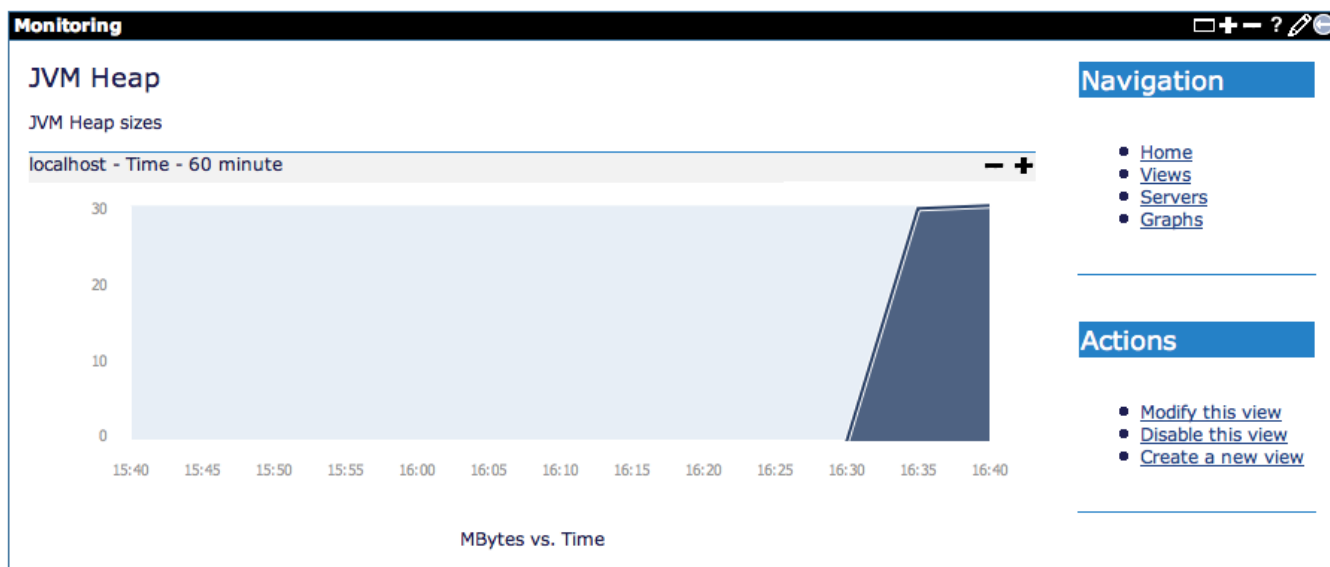 Monitoring
?
JVM Heap
JVM Heap sizes
localhost - Time - 60 minute
30
20
10
0
15:40 15:45 15:50 15:55 16:00 16:05 16:10 16:15 16:20 16:25 16:30 16:35 16:40
MBytes vs. Time
Navigation
Home
Views
Servers
Graphs
Actions
Modify this view
Disable this view
Create a new view